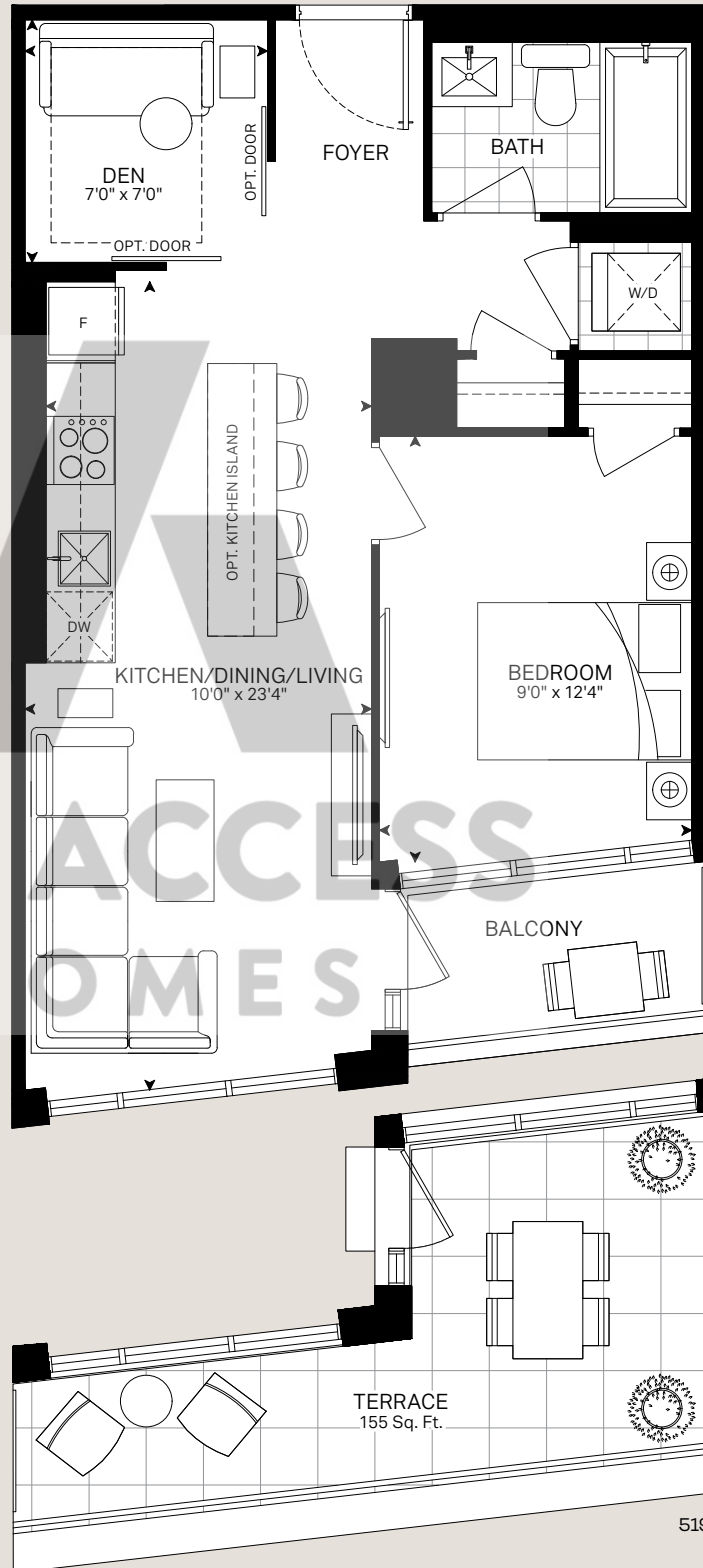 DEN
7'0" x 7'0"
OPT. DOOR
OPT. DOOR
FOYER
BATH
W/D
F
OPT. KITCHEN ISLAND
DW
KITCHEN/DINING/LIVING
10'0" x 23'4"
BEDROOM
9'0" x 12'4"
ACCESS
OMES
BALCONY
TERRACE
155 Sq. Ft.
519